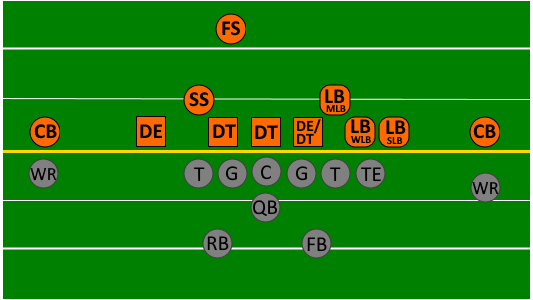 FS
SS
LB
MLB
CB
DE
DT
DT
DE/
DT
LB
WLB
LB
SLB
CB
WR
T
G
C
G
T
TE
WR
QB
RB
FB